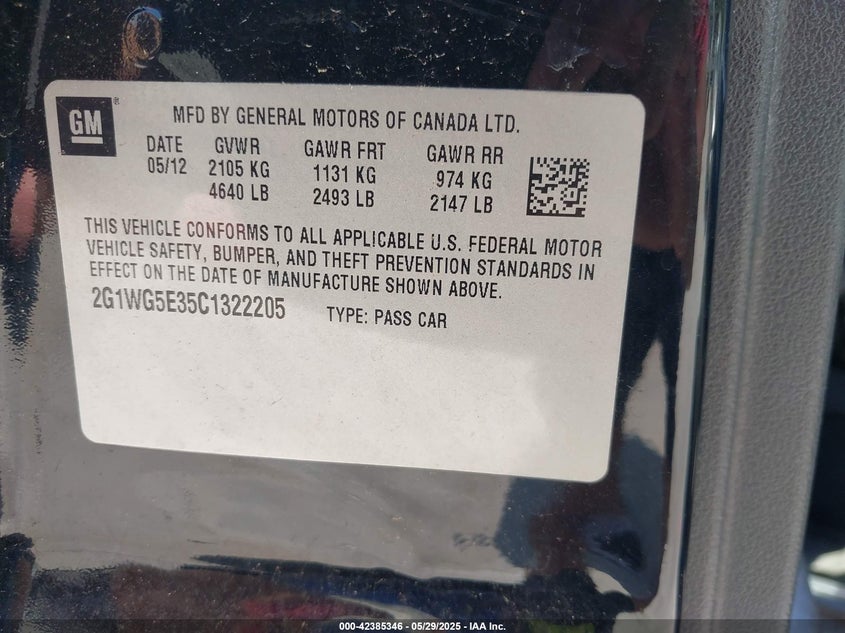 GM
®
MFD BY GENERAL MOTORS OF CANADA LTD.
DATE GVWR GAWR FRT GAWR RR
05/12 2105 KG 1131 KG 974 KG
4640 LB 2493 LB 2147 LB
THIS VEHICLE CONFORMS TO ALL APPLICABLE U.S. FEDERAL MOTOR
VEHICLE SAFETY, BUMPER, AND THEFT PREVENTION STANDARDS IN
EFFECT ON THE DATE OF MANUFACTURE SHOWN ABOVE.
2G1WG5E35C1322205 TYPE: PASS CAR
000-42385346 - 05/29/2025 - IAA Inc.